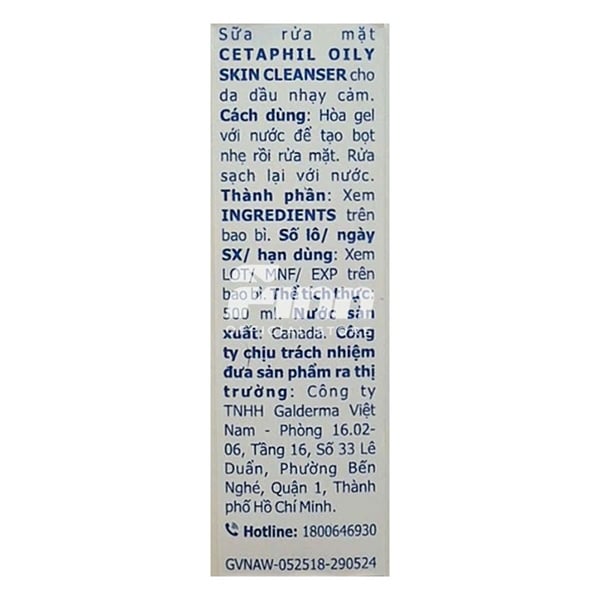 Sữa rửa mặt
CETAPHIL OILY
SKIN CLEANSER cho
da dầu nhạy cảm.
Cách dùng: Hòa gel
với nước để tạo bọt
nhẹ rồi rửa mặt. Rửa
sạch lại với nước.
Thành phần: Xem
INGREDIENTS trên
bao bì. Số lô/ ngày
SX/ hạn dùng: Xem
LOT/ MNF/ EXP trên
bao bì. Thể tích thực:
500 ml. Nước sản
xuất: Canada. Công
ty chịu trách nhiệm
đưa sản phẩm ra thị
trường: Công ty
TNHH Galderma Việt
Nam - Phòng 16.02-
06, Tầng 16, Số 33 Lê
Duẩn, Phường Bến
Nghé, Quận 1, Thành
phố Hồ Chí Minh.
Hotline: 1800646930
GVNAW-052518-290524